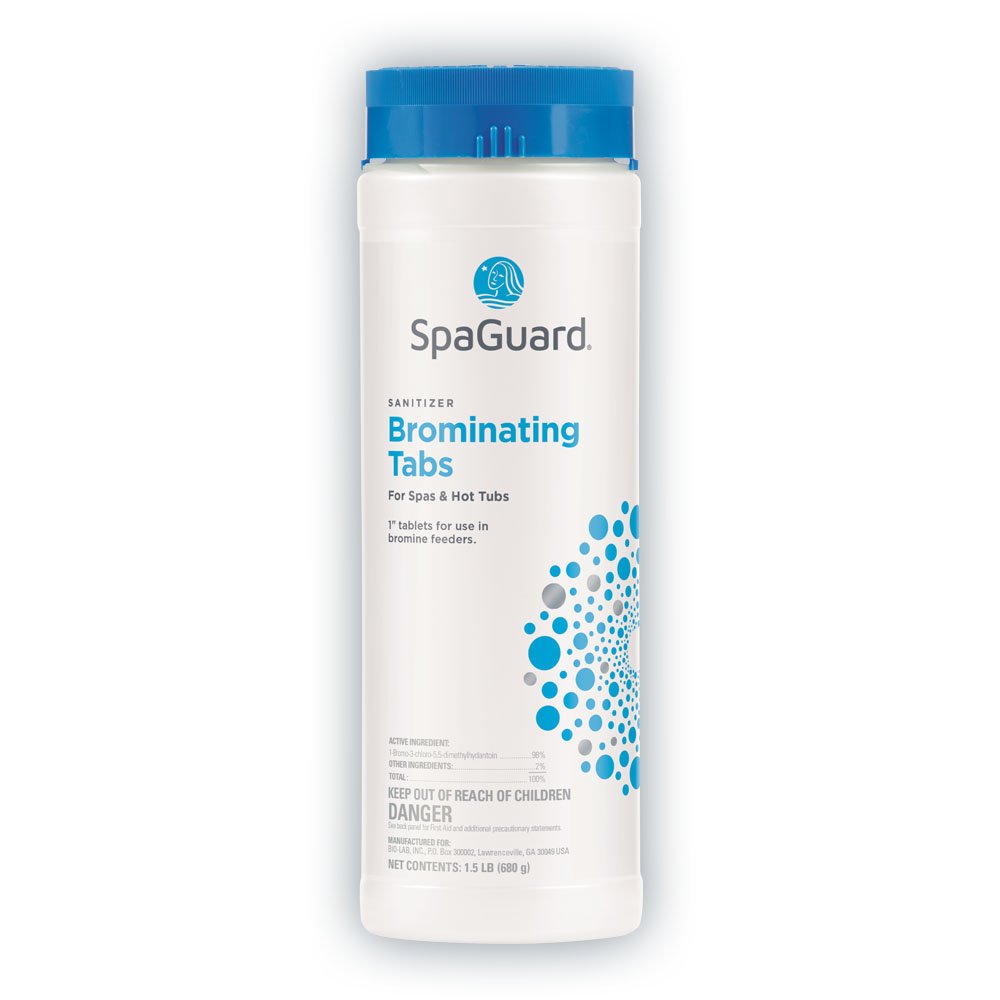 SpaGuard®
SANITIZER
Brominating
Tabs
For Spas & Hot Tubs
1" tablets for use in
bromine feeders.
ACTIVE INGREDIENT:
1-Bromo-3-chloro-5,5-dimethylhydantoin ............ 98%
OTHER INGREDIENTS: ............ 2%
TOTAL: ............ 100%
KEEP OUT OF REACH OF CHILDREN
DANGER
See back panel for First Aid and additional precautionary statements.
MANUFACTURED FOR:
BIO-LAB, INC., P.O. Box 300002, Lawrenceville, GA 30049 USA
NET CONTENTS: 1.5 LB (680 g)